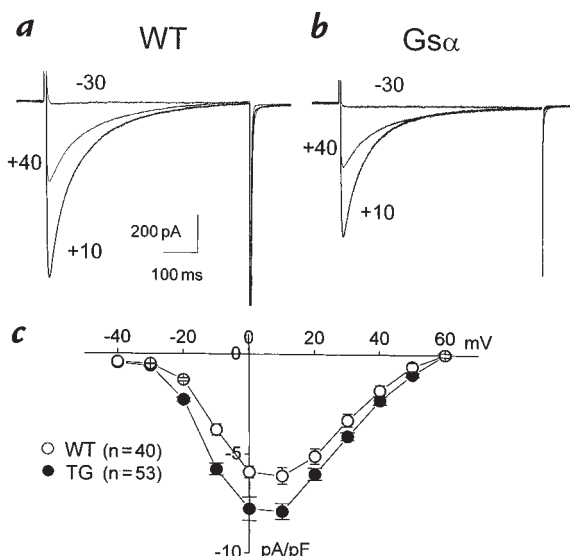 a WT
b Gsα
-30
+40
+10
200 pA
100 ms
-30
+40
+10
c
-40 -20 0 20 40 60 mV
0
-5
-10 pA/pF
WT (n=40)
TG (n=53)